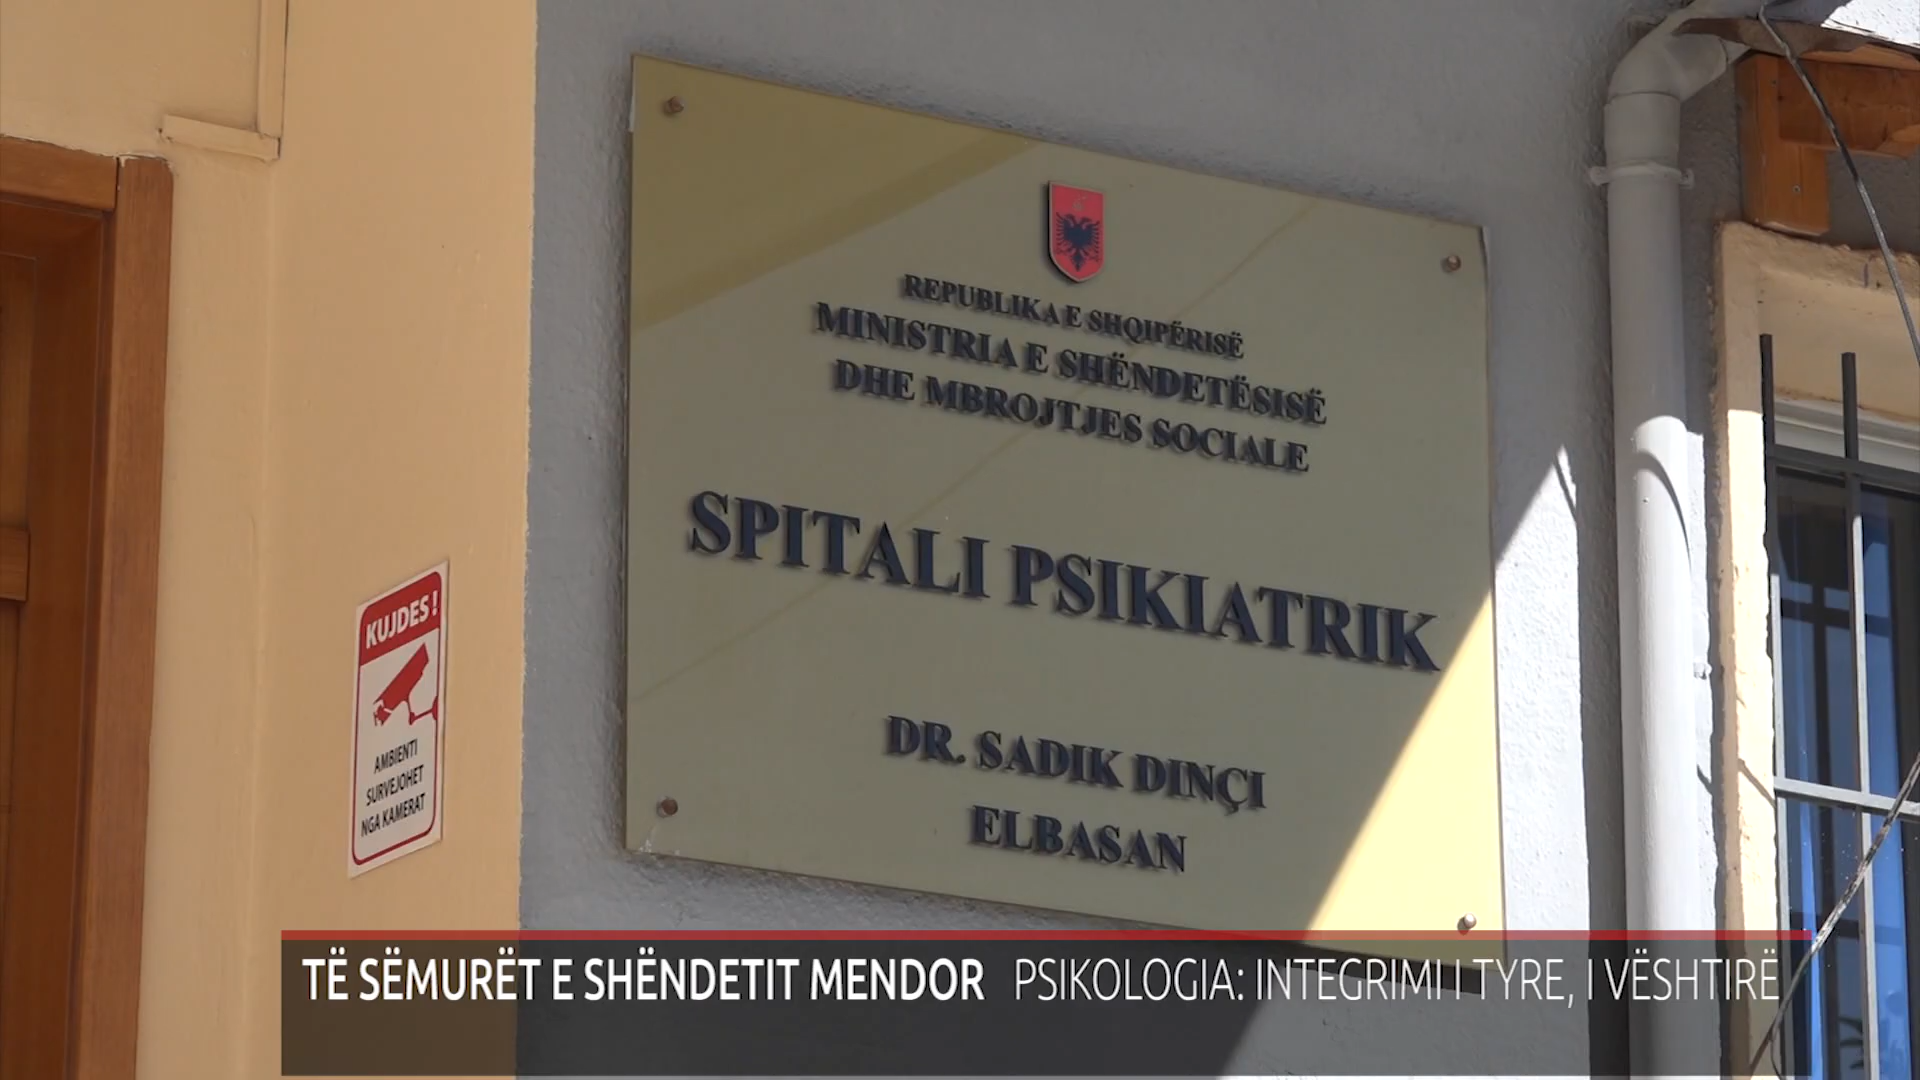 REPUBLIKA E SHQIPËRISË
MINISTRIA E SHËNDETËSISË
DHE MBROJTJES SOCIALE
SPITALI PSIKIATRIK
DR. SADIK DINÇI
ELBASAN
KUJDES!
AMBIENTI
SURVEJOHET
NGA KAMERAT
TË SËMURËT E SHËNDETIT MENDOR PSIKOLOGIA: INTEGRIMI I TYRE, I VËSHTIRË